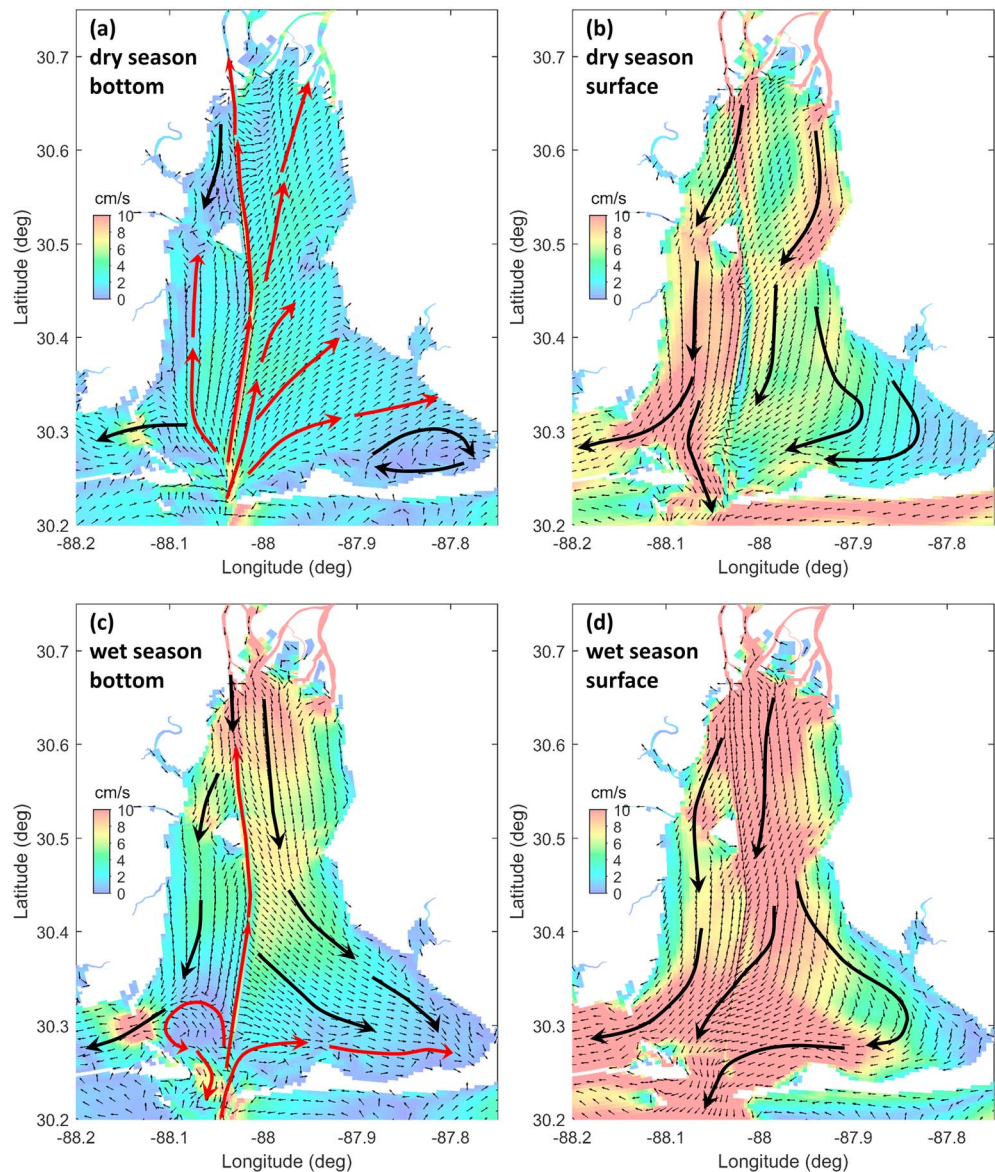 (a)
dry season
bottom
30.7
30.6
30.5
30.4
30.3
30.2
Latitude (deg)
cm/s
10
8
6
4
2
0
-88.2
-88.1
-88
-87.9
-87.8
Longitude (deg)
(b)
dry season
surface
30.7
30.6
30.5
30.4
30.3
30.2
Latitude (deg)
cm/s
10
8
6
4
2
0
-88.2
-88.1
-88
-87.9
-87.8
Longitude (deg)
(c)
wet season
bottom
30.7
30.6
30.5
30.4
30.3
30.2
Latitude (deg)
cm/s
10
8
6
4
2
0
-88.2
-88.1
-88
-87.9
-87.8
Longitude (deg)
(d)
wet season
surface
30.7
30.6
30.5
30.4
30.3
30.2
Latitude (deg)
cm/s
10
8
6
4
2
0
-88.2
-88.1
-88
-87.9
-87.8
Longitude (deg)